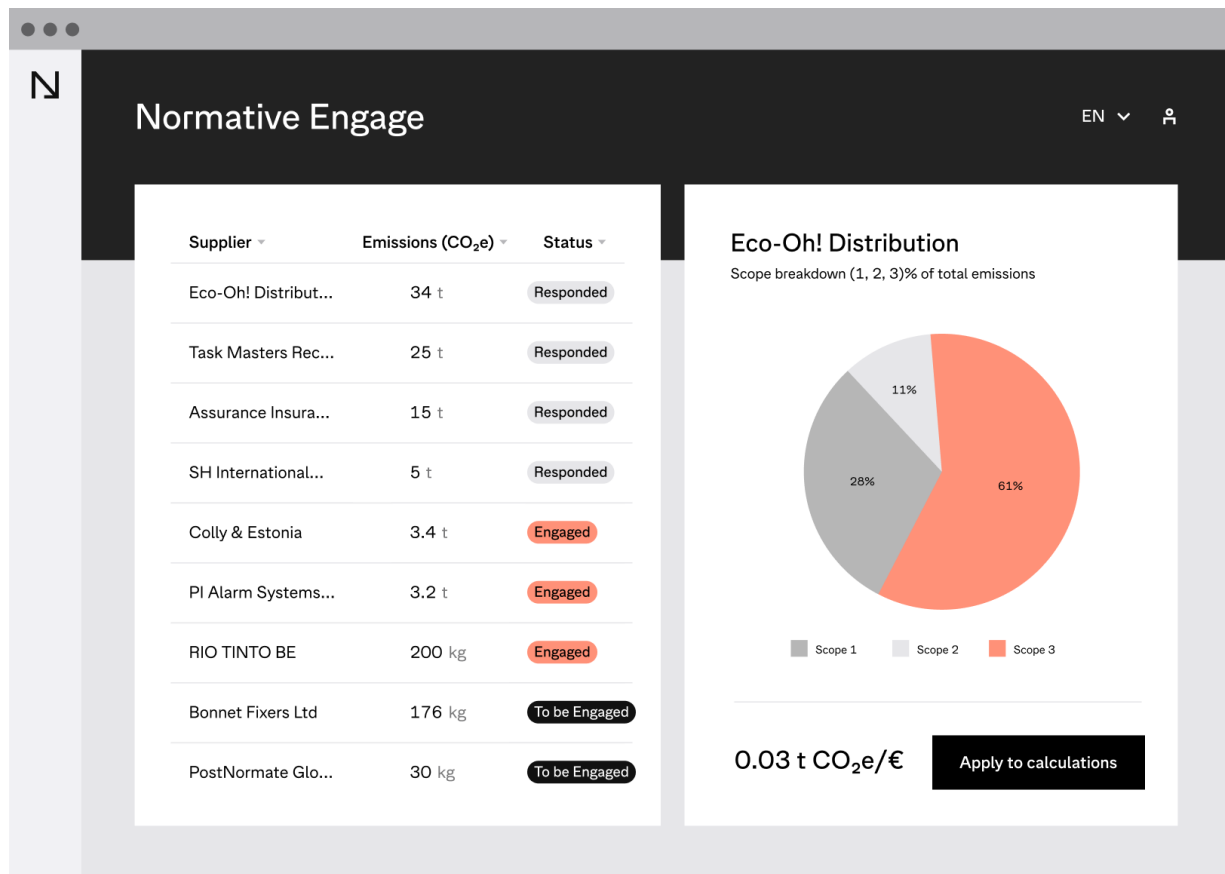 N
Normative Engage
EN
Supplier Emissions (CO₂e) Status
Eco-Oh! Distribut... 34 t Responded
Task Masters Rec... 25 t Responded
Assurance Insura... 15 t Responded
SH International... 5 t Responded
Colly & Estonia 3.4 t Engaged
PI Alarm Systems... 3.2 t Engaged
RIO TINTO BE 200 kg Engaged
Bonnet Fixers Ltd 176 kg To be Engaged
PostNormate Glo... 30 kg To be Engaged
Eco-Oh! Distribution
Scope breakdown (1, 2, 3)% of total emissions
11%
28%
61%
Scope 1 Scope 2 Scope 3
0.03 t CO₂e/€ Apply to calculations